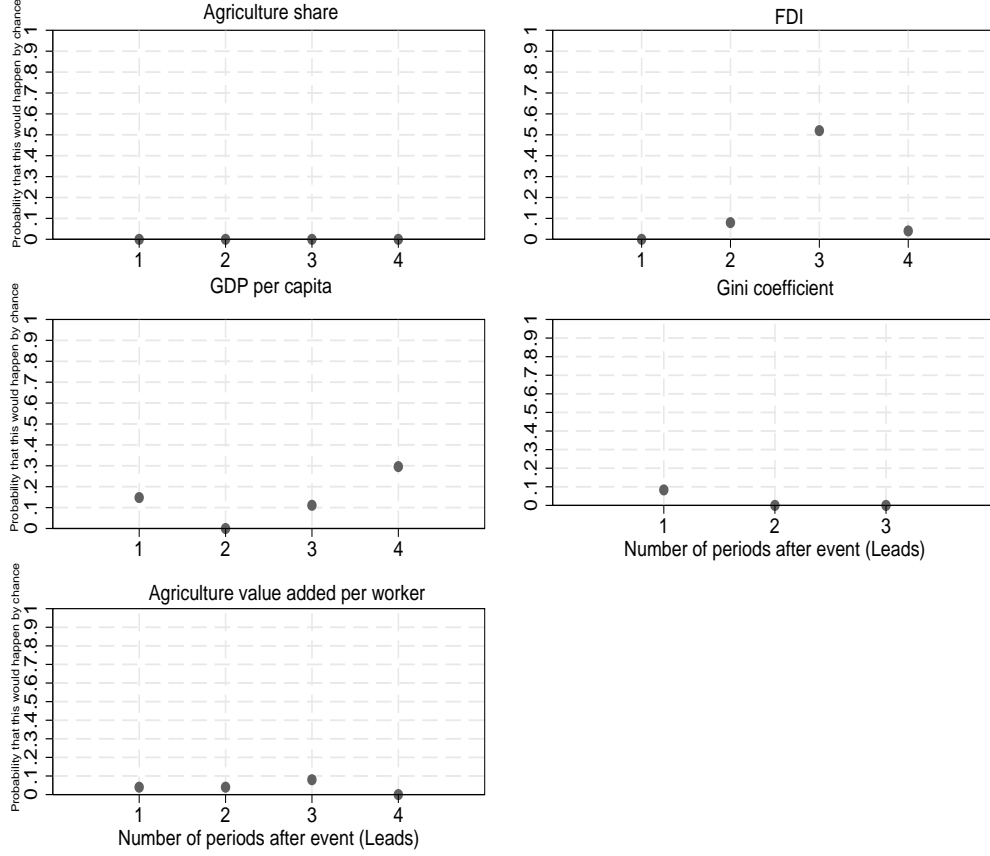 Agriculture share
Probability that this would happen by chance
0 .1 .2 .3 .4 .5 .6 .7 .8 .9 1
1 2 3 4
FDI
0 .1 .2 .3 .4 .5 .6 .7 .8 .9 1
1 2 3 4
GDP per capita
Probability that this would happen by chance
0 .1 .2 .3 .4 .5 .6 .7 .8 .9 1
1 2 3 4
Gini coefficient
0 .1 .2 .3 .4 .5 .6 .7 .8 .9 1
1 2 3
Number of periods after event (Leads)
Agriculture value added per worker
Probability that this would happen by chance
0 .1 .2 .3 .4 .5 .6 .7 .8 .9 1
1 2 3 4
Number of periods after event (Leads)